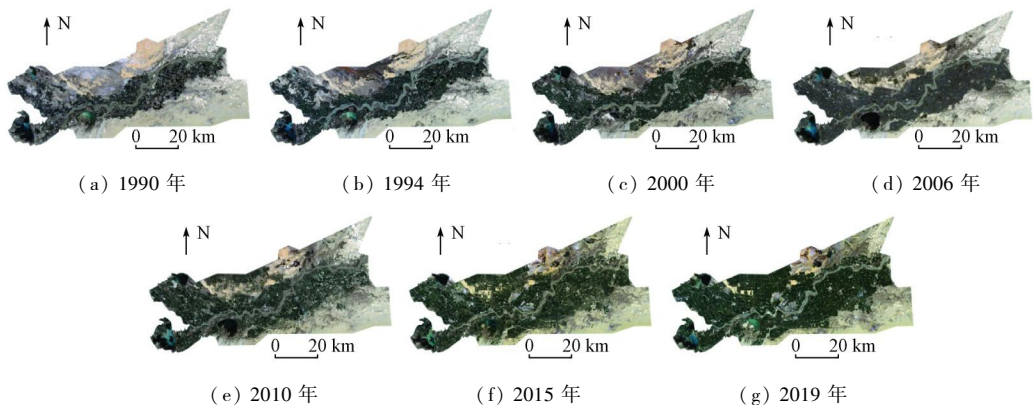 N N N N
0 20 km 0 20 km 0 20 km 0 20 km
(a) 1990 年 (b) 1994 年 (c) 2000 年 (d) 2006 年
N N N
0 20 km 0 20 km 0 20 km
(e) 2010 年 (f) 2015 年 (g) 2019 年